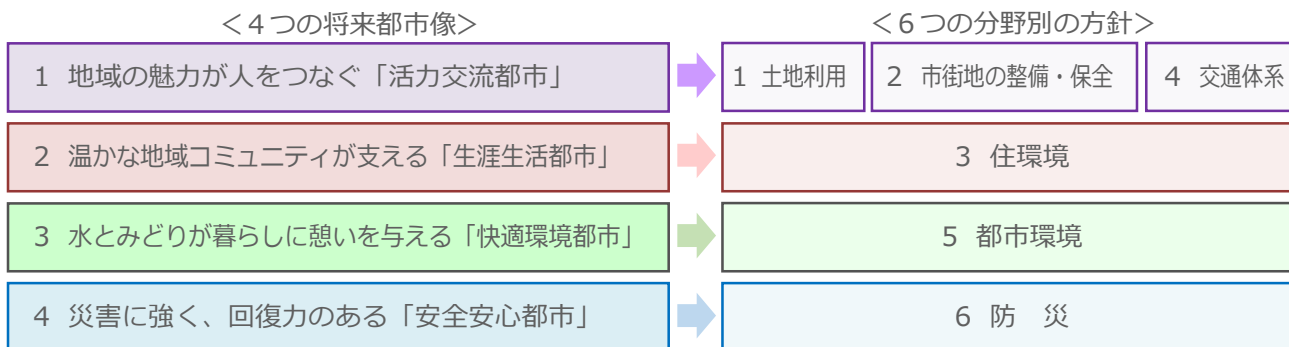 ＜４つの将来都市像＞ ＜６つの分野別の方針＞
1 地域の魅力が人をつなぐ「活力交流都市」 1 土地利用 2 市街地の整備・保全 4 交通体系
2 温かな地域コミュニティが支える「生涯生活都市」 3 住環境
3 水とみどりが暮らしに憩いを与える「快適環境都市」 5 都市環境
4 災害に強く、回復力のある「安全安心都市」 6 防　災